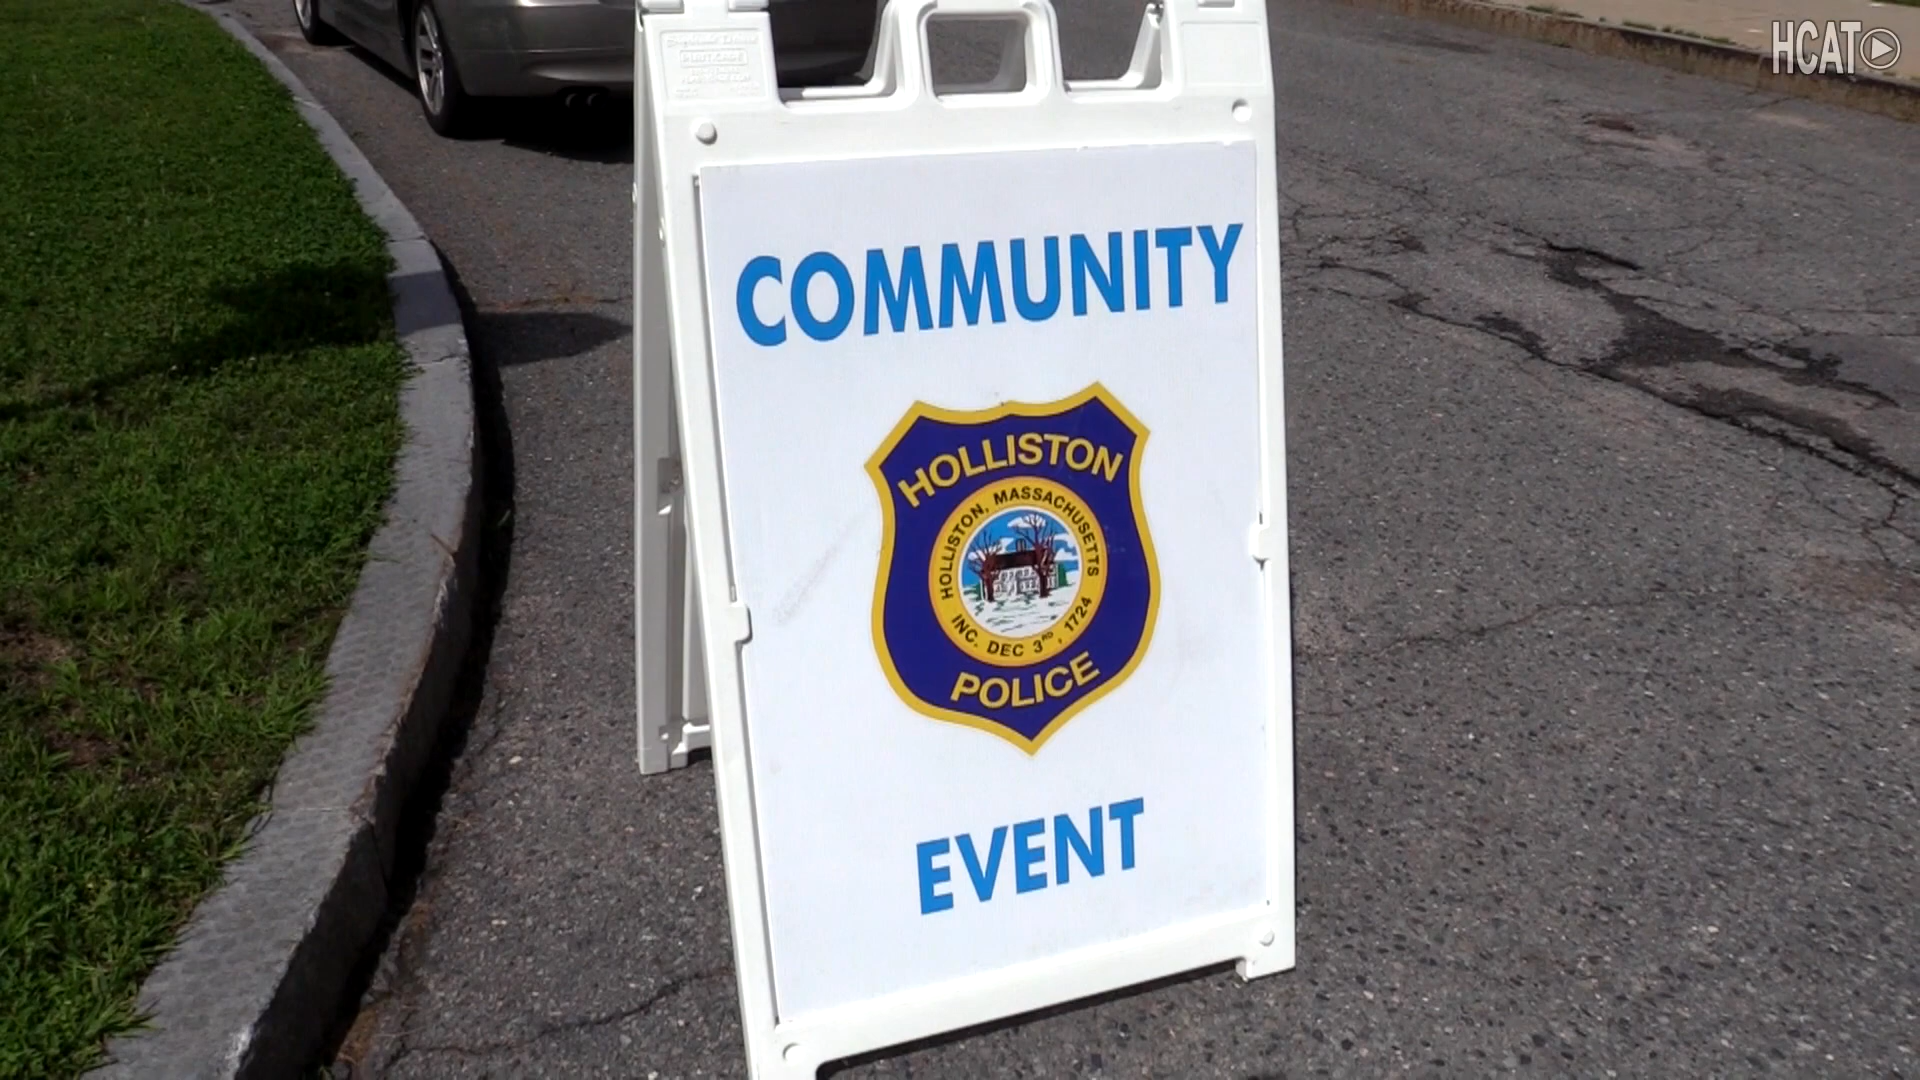 HCAT
COMMUNITY
HOLLISTON
HOLLISTON, MASSACHUSETTS
INC. DEC 3RD, 1724
POLICE
EVENT